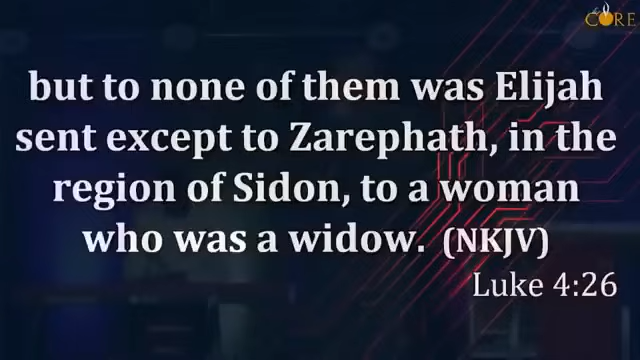 CORE
but to none of them was Elijah
sent except to Zarephath, in the
region of Sidon, to a woman
who was a widow. (NKJV)
Luke 4:26